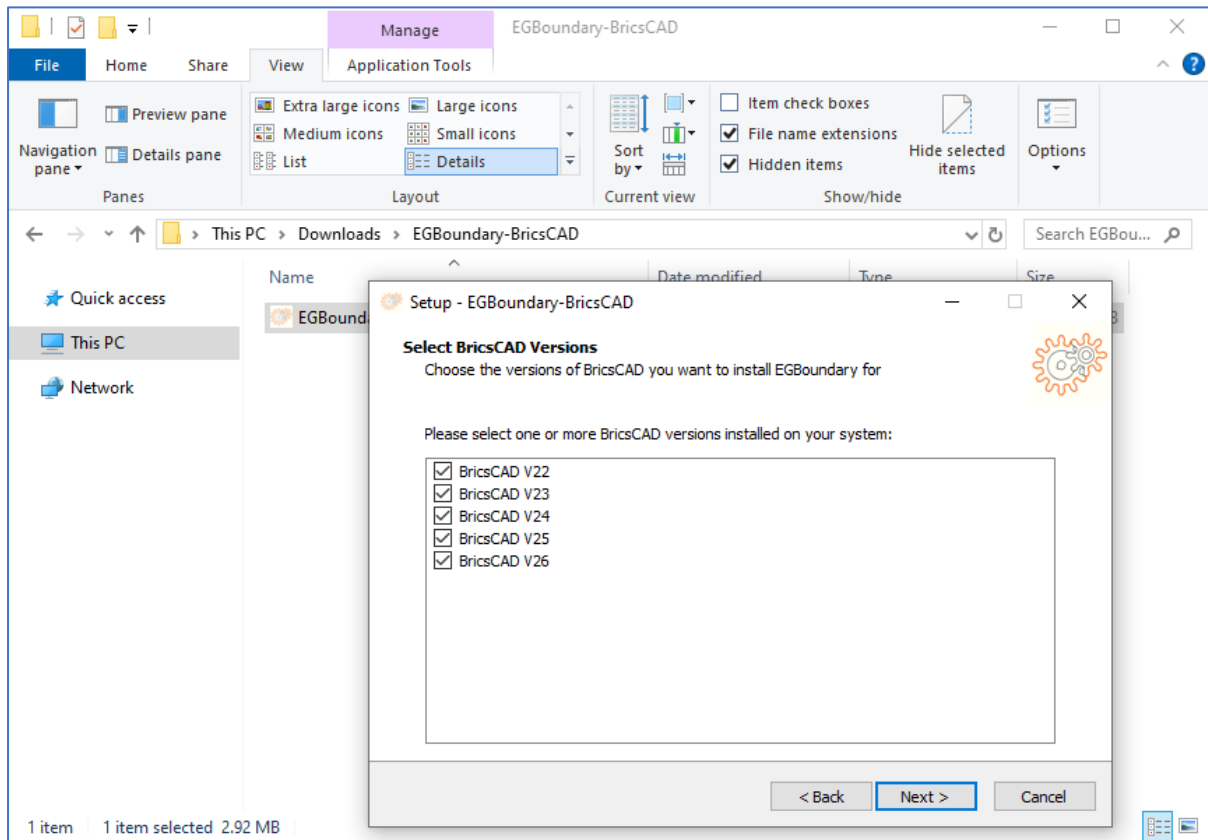 Manage
EGBoundary-BricsCAD
File
Home
Share
View
Application Tools
Navigation pane
Preview pane
Details pane
Panes
Extra large icons
Large icons
Medium icons
Small icons
List
Details
Layout
Sort by
Current view
Item check boxes
File name extensions
Hidden items
Hide selected items
Show/hide
Options
This PC > Downloads > EGBoundary-BricsCAD
Search EGBou...
Quick access
This PC
Network
Name
Date modified
Type
Size
EGBound
Setup - EGBoundary-BricsCAD
Select BricsCAD Versions
Choose the versions of BricsCAD you want to install EGBoundary for
Please select one or more BricsCAD versions installed on your system:
BricsCAD V22
BricsCAD V23
BricsCAD V24
BricsCAD V25
BricsCAD V26
< Back
Next >
Cancel
1 item
1 item selected 2.92 MB